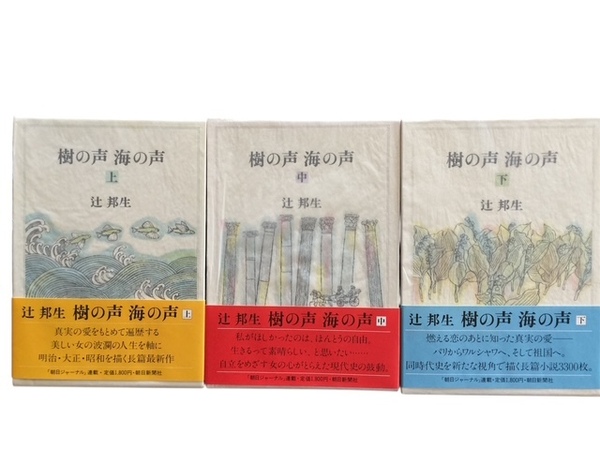 樹の声 海の声
上
辻 邦生
辻 邦生 樹の声 海の声 上
真実の愛をもとめて遍歴する
美しい女の波瀾の人生を軸に
明治・大正・昭和を描く長篇最新作
「朝日ジャーナル」連載・定価1,800円・朝日新聞社
樹の声 海の声
中
辻 邦生
辻 邦生 樹の声 海の声 中
私がほしかったのは、ほんとうの自由、
生きるって素晴らしい、と思いたい……
自立をめざす女の心がとらえた現代史の鼓動。
「朝日ジャーナル」連載・定価1,800円・朝日新聞社
樹の声 海の声
下
辻 邦生
辻 邦生 樹の声 海の声 下
燃える恋のあとに知った真実の愛──
パリからワルシャワへ、そして祖国へ。
同時代史を新たな視角で描く長篇小説3300枚。
「朝日ジャーナル」連載・定価1,800円・朝日新聞社